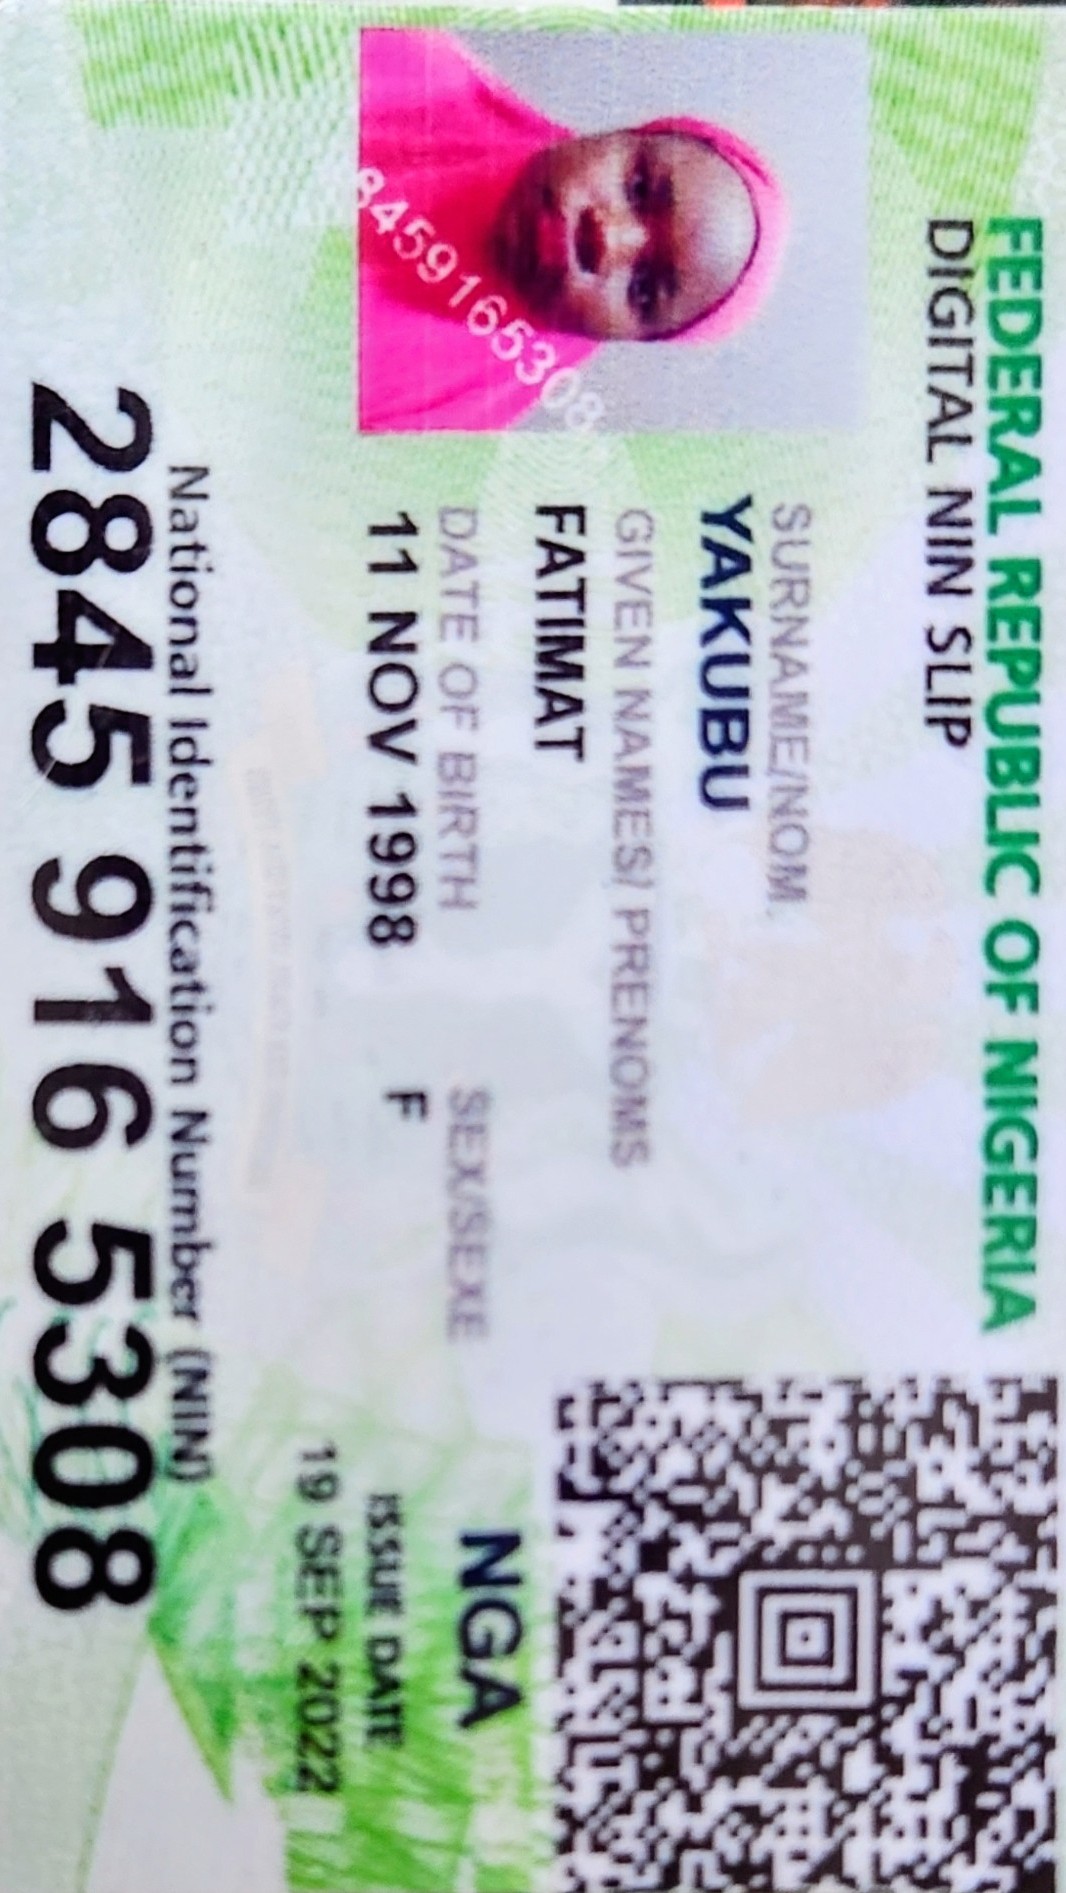 FEDERAL REPUBLIC OF NIGERIA
DIGITAL NIN SLIP
SURNAME/NOM
YAKUBU
GIVEN NAMES/ PRENOMS
FATIMAT
DATE OF BIRTH
11 NOV 1998
SEX/SEXE
F
NGA
ISSUE DATE
19 SEP 2022
8459165308
National Identification Number (NIN)
2845 916 5308